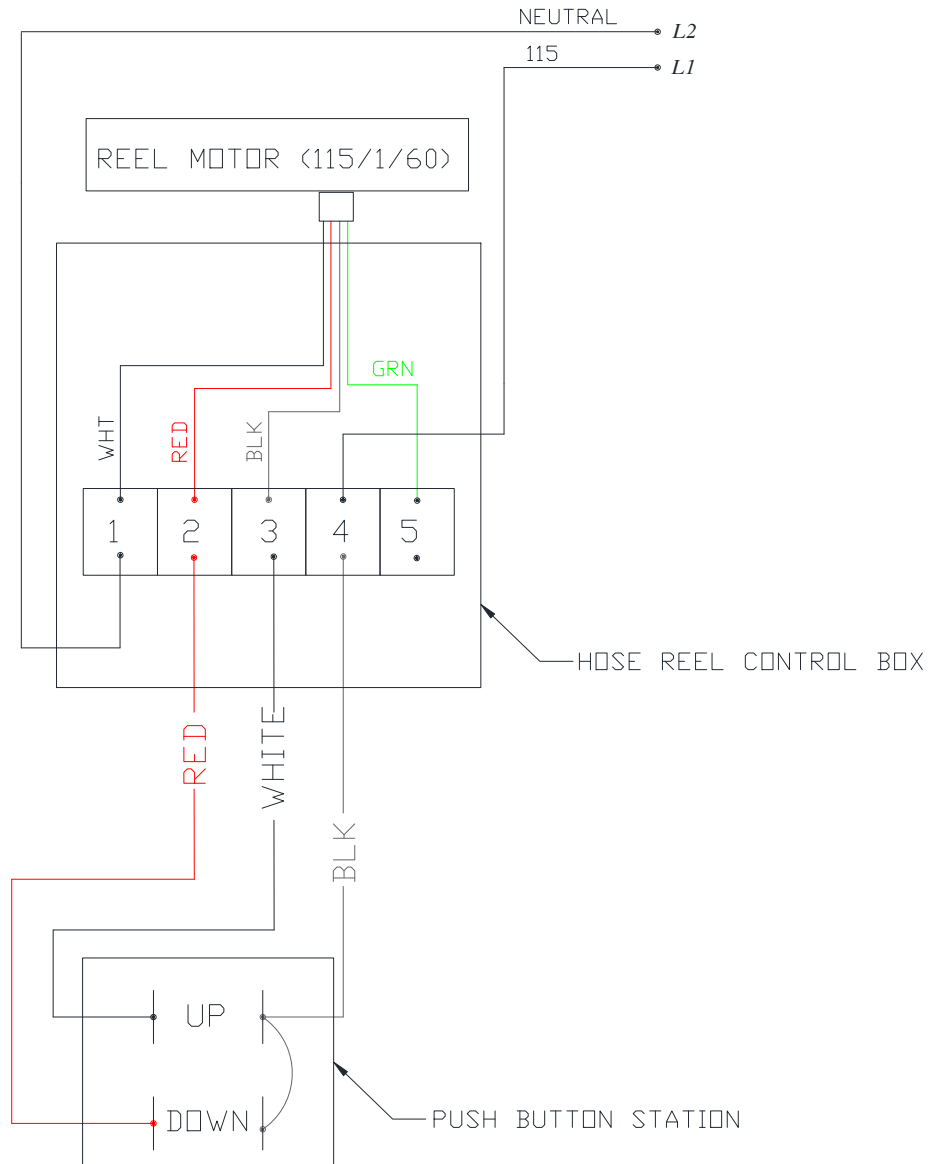 NEUTRAL
L2
115
L1
REEL MOTOR (115/1/60)
GRN
WHT
RED
BLK
1
2
3
4
5
HOSE REEL CONTROL BOX
RED
WHITE
BLK
UP
DOWN
PUSH BUTTON STATION